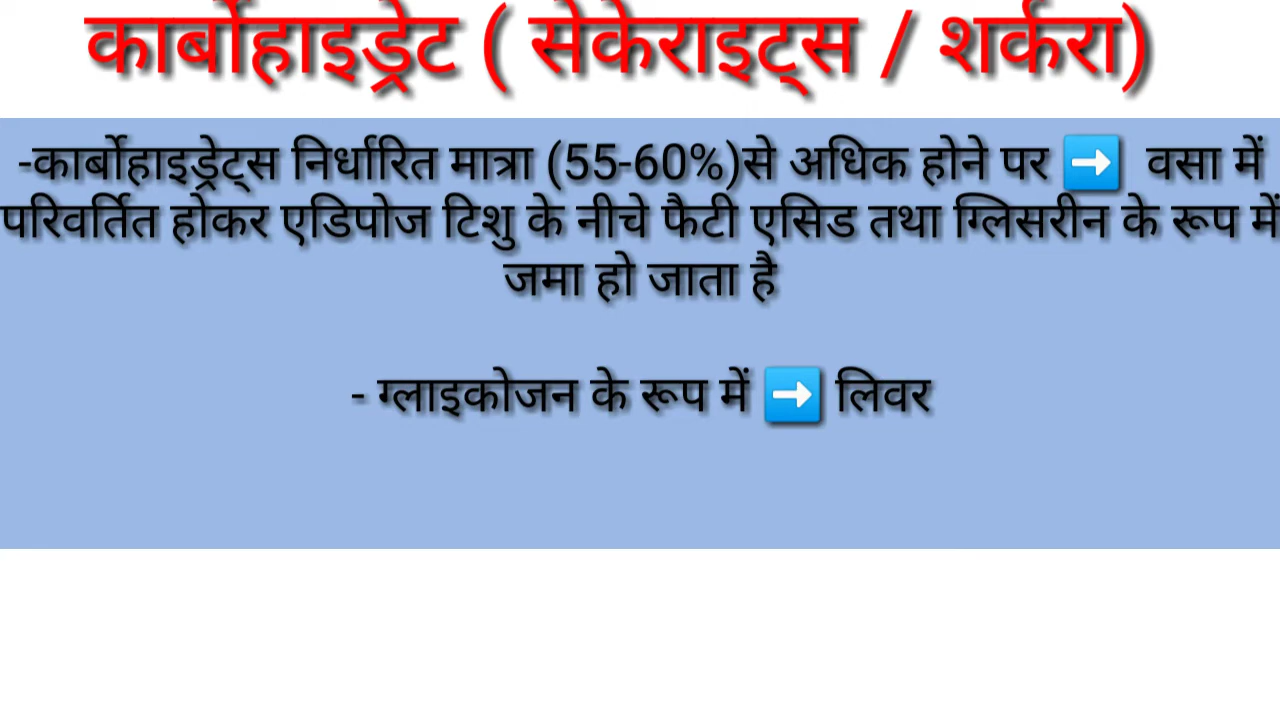 कार्बोहाइड्रेट ( सेकेराइट्स / शर्करा)
-कार्बोहाइड्रेट्स निर्धारित मात्रा (55-60%)से अधिक होने पर ➡️ वसा में
परिवर्तित होकर एडिपोज टिशु के नीचे फैटी एसिड तथा ग्लिसरीन के रूप में
जमा हो जाता है
- ग्लाइकोजन के रूप में ➡️ लिवर